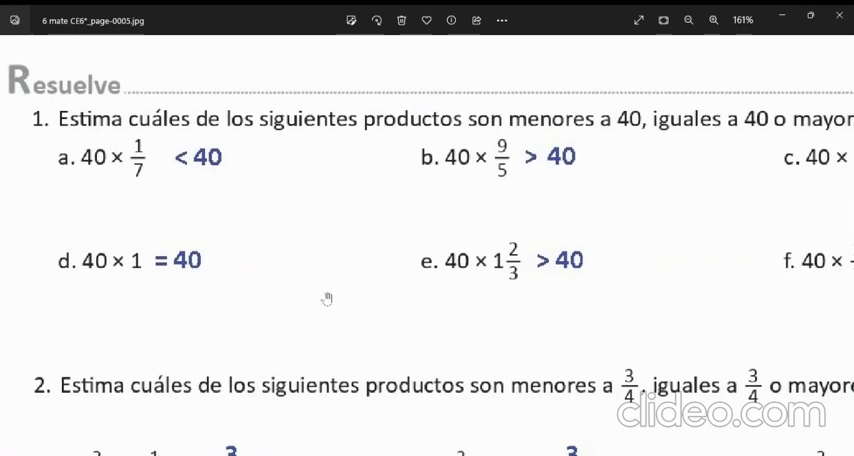 6 mate CE6°_page-0005.jpg 161%
Resuelve
1. Estima cuáles de los siguientes productos son menores a 40, iguales a 40 o mayor
a. 40 × 1/7 < 40 b. 40 × 9/5 > 40 c. 40 ×
d. 40 × 1 = 40 e. 40 × 1 2/3 > 40 f. 40 ×
2. Estima cuáles de los siguientes productos son menores a 3/4, iguales a 3/4 o mayore
clideo.com